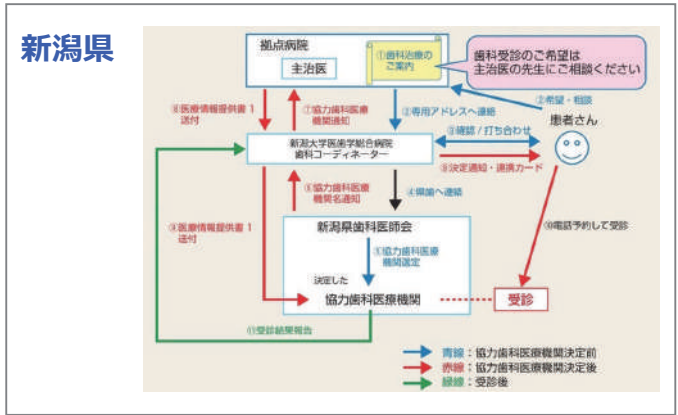 新潟県
拠点病院
主治医
①歯科治療の
ご案内
歯科受診のご希望は
主治医の先生にご相談ください
②希望・相談
患者さん
⑧医療情報提供書1
送付
⑦協力歯科医療
機関通知
②専用アドレスへ連絡
③確認/打ち合わせ
新潟大学医歯学総合病院
歯科コーディネーター
⑨決定通知・連携カード
⑥協力歯科医療
機関名通知
④県歯へ連絡
⑧医療情報提供書1
送付
新潟県歯科医師会
⑤協力歯科医療
機関選定
⑩電話予約して受診
決定した
協力歯科医療機関
受診
⑪受診結果報告
青線:協力歯科医療機関決定前
赤線:協力歯科医療機関決定後
緑線:受診後